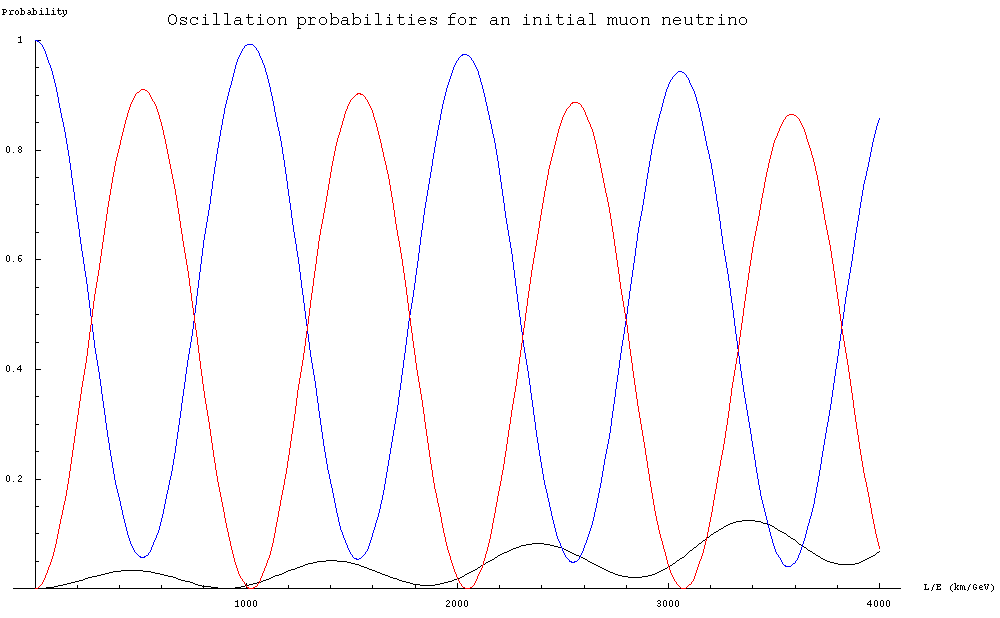 Probability
Oscillation probabilities for an initial muon neutrino
1
0.8
0.6
0.4
0.2
L/E (km/GeV)
1000 2000 3000 4000